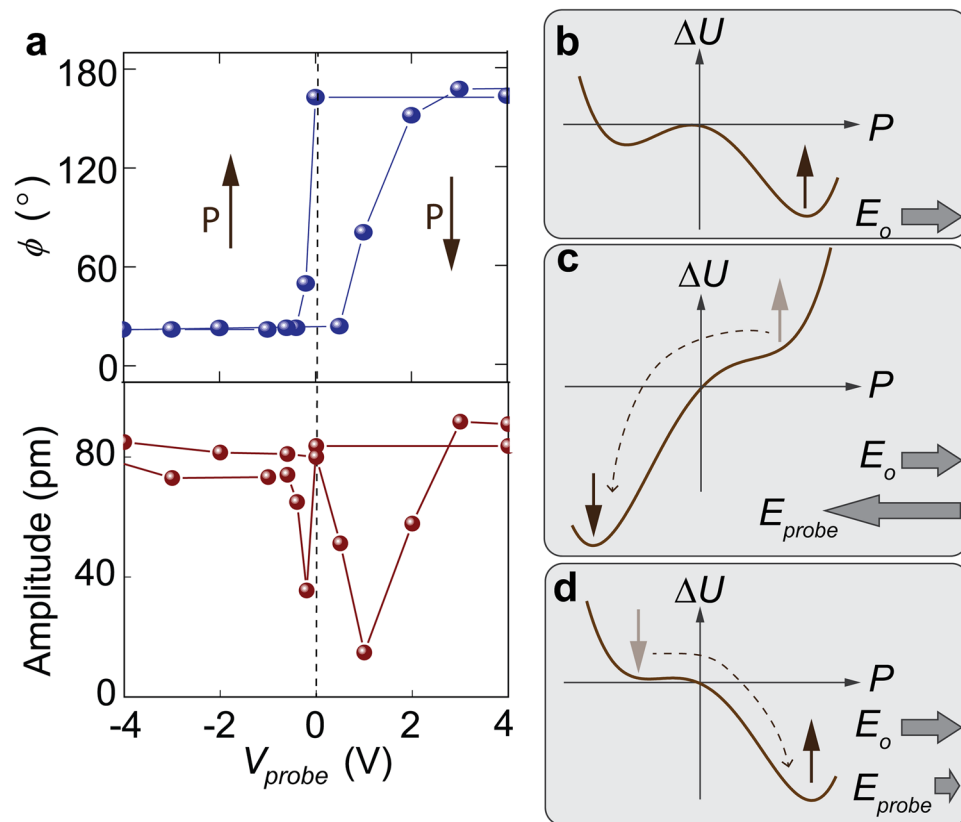 a
180
120
60
0
ϕ (°)
P
P
80
40
0
Amplitude (pm)
-4
-2
0
2
4
V_probe (V)
b
ΔU
P
E_o
c
ΔU
P
E_o
E_probe
d
ΔU
P
E_o
E_probe